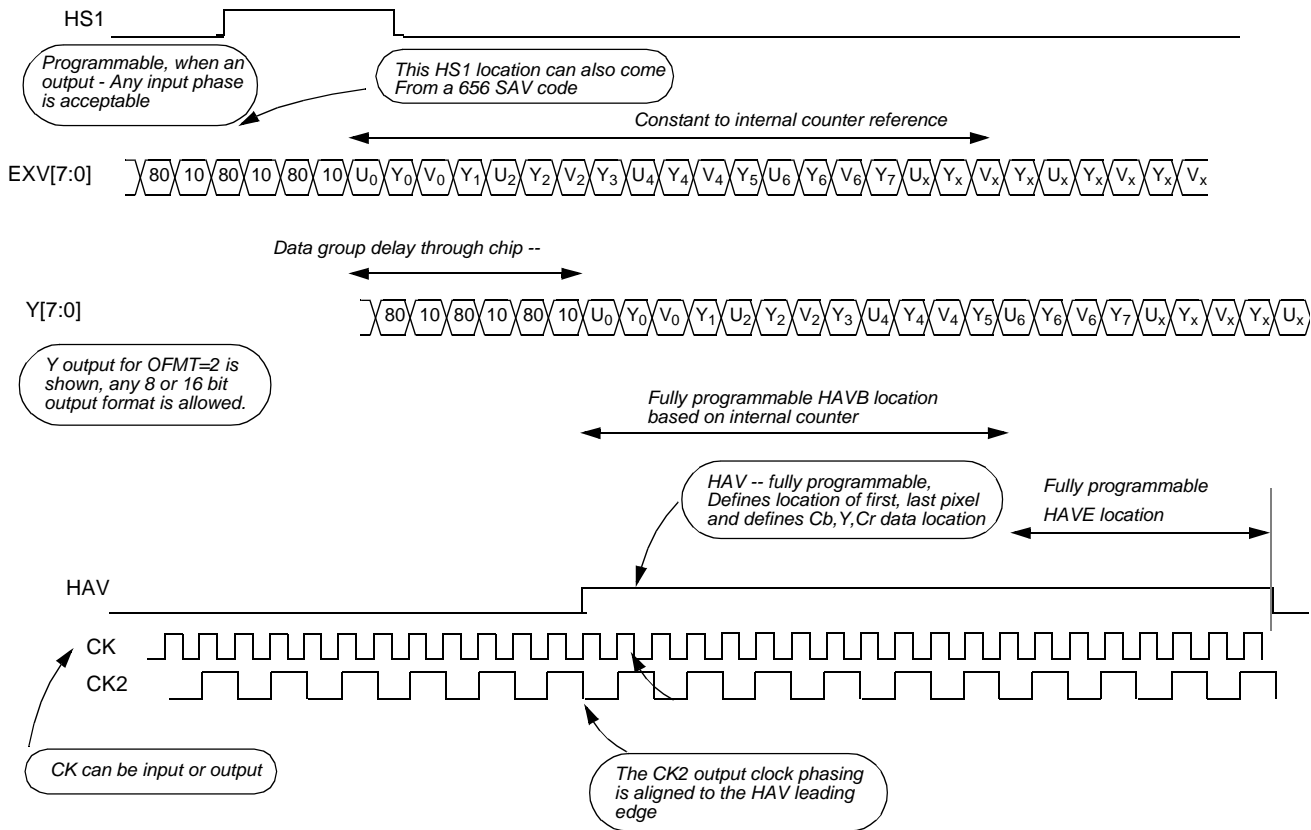 HS1
Programmable, when an
output - Any input phase
is acceptable
This HS1 location can also come
From a 656 SAV code
Constant to internal counter reference
EXV[7:0] 80 10 80 10 80 10 U0 Y0 V0 Y1 U2 Y2 V2 Y3 U4 Y4 V4 Y5 U6 Y6 V6 Y7 Ux Yx Vx Yx Ux Yx Vx Yx Vx
Data group delay through chip --
Y[7:0] 80 10 80 10 80 10 U0 Y0 V0 Y1 U2 Y2 V2 Y3 U4 Y4 V4 Y5 U6 Y6 V6 Y7 Ux Yx Vx Yx Ux
Y output for OFMT=2 is
shown, any 8 or 16 bit
output format is allowed.
Fully programmable HAVB location
based on internal counter
HAV -- fully programmable,
Defines location of first, last pixel
and defines Cb,Y,Cr data location
Fully programmable
HAVE location
HAV
CK
CK2
CK can be input or output
The CK2 output clock phasing
is aligned to the HAV leading
edge